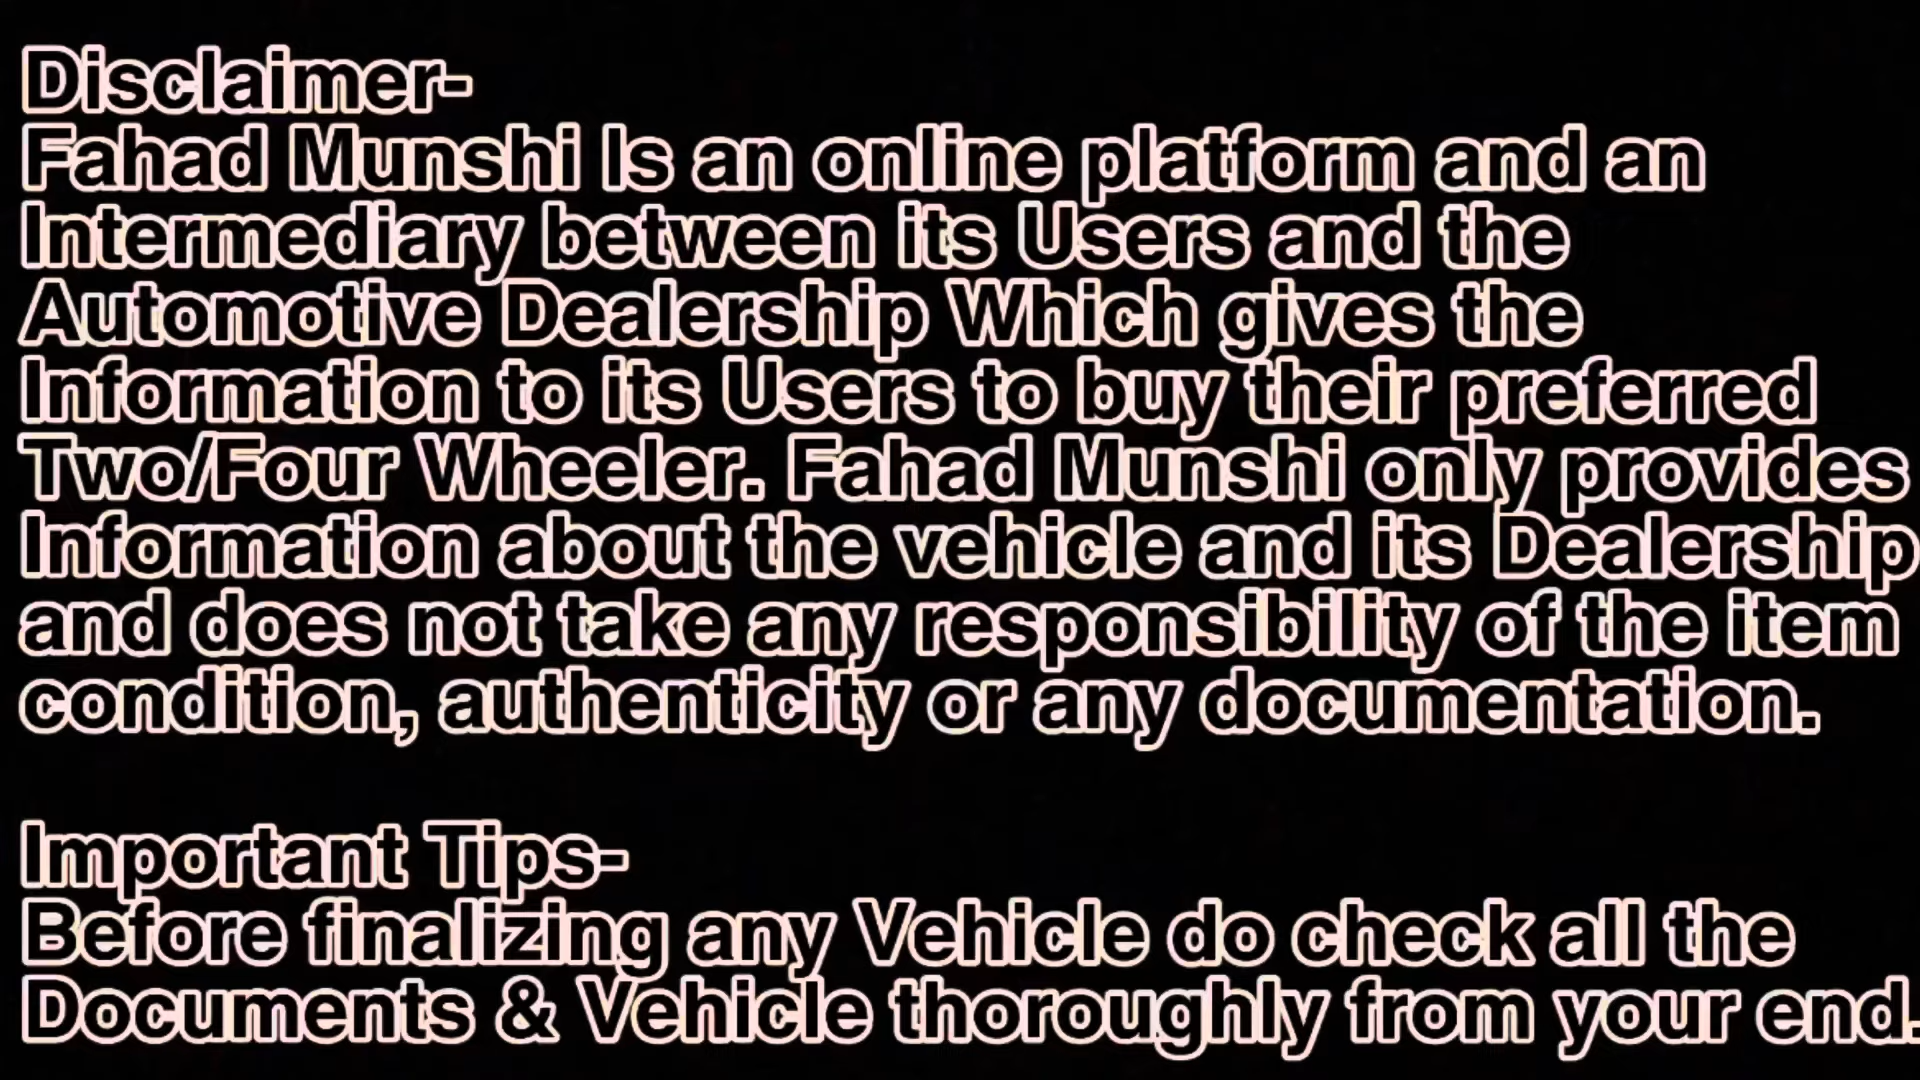 Disclaimer-
Fahad Munshi Is an online platform and an
Intermediary between its Users and the
Automotive Dealership Which gives the
Information to its Users to buy their preferred
Two/Four Wheeler. Fahad Munshi only provides
Information about the vehicle and its Dealership
and does not take any responsibility of the item
condition, authenticity or any documentation.
Important Tips-
Before finalizing any Vehicle do check all the
Documents & Vehicle thoroughly from your end.